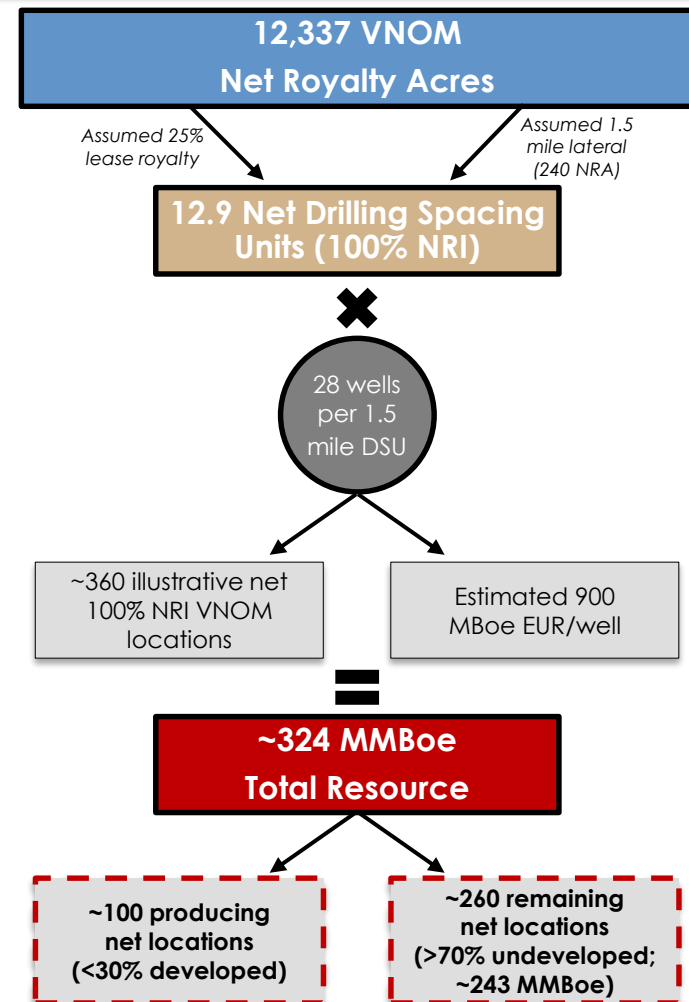 12,337 VNOM
Net Royalty Acres
Assumed 25%
lease royalty
Assumed 1.5
mile lateral
(240 NRA)
12.9 Net Drilling Spacing
Units (100% NRI)
28 wells
per 1.5
mile DSU
~360 illustrative net
100% NRI VNOM
locations
Estimated 900
MBoe EUR/well
~324 MMBoe
Total Resource
~100 producing
net locations
(<30% developed)
~260 remaining
net locations
(>70% undeveloped;
~243 MMBoe)